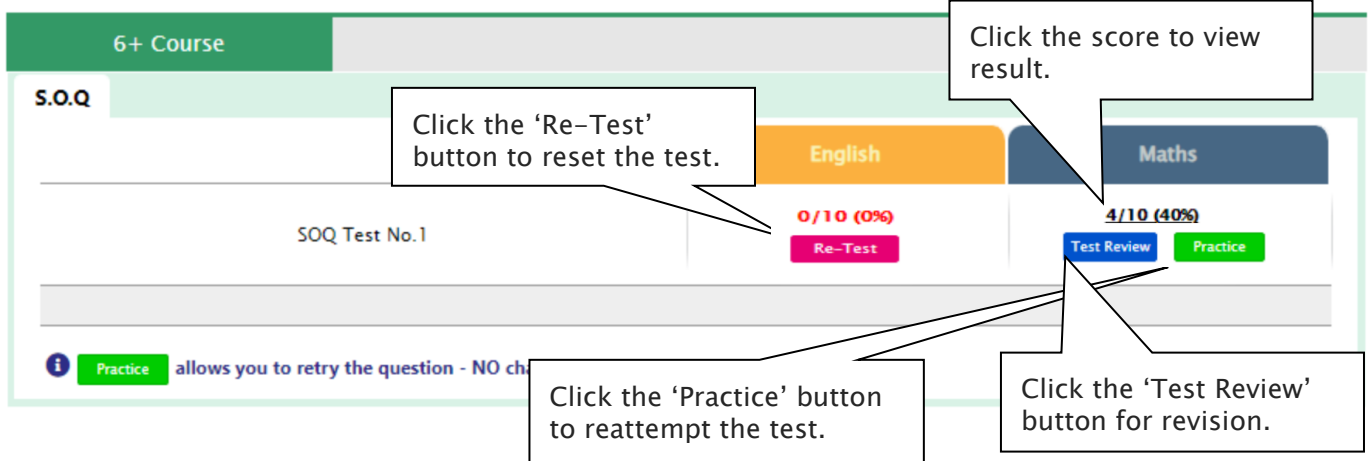 6+ Course
Click the score to view
result.
S.O.Q
Click the ‘Re-Test’
button to reset the test.
English
Maths
SOQ Test No.1
0/10 (0%)
4/10 (40%)
Re-Test
Test Review
Practice
Practice allows you to retry the question - NO
Click the ‘Practice’ button
to reattempt the test.
Click the ‘Test Review’
button for revision.